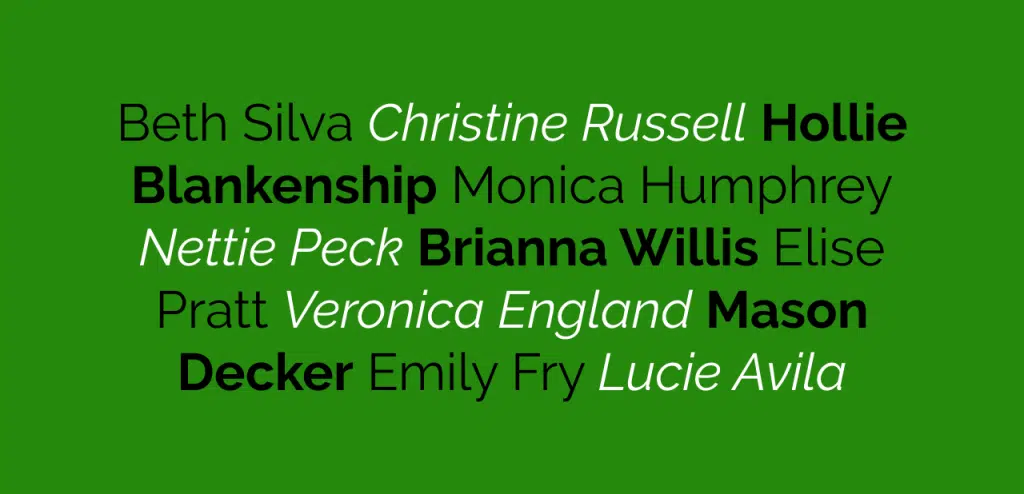 Beth Silva Christine Russell Hollie
Blankenship Monica Humphrey
Nettie Peck Brianna Willis Elise
Pratt Veronica England Mason
Decker Emily Fry Lucie Avila